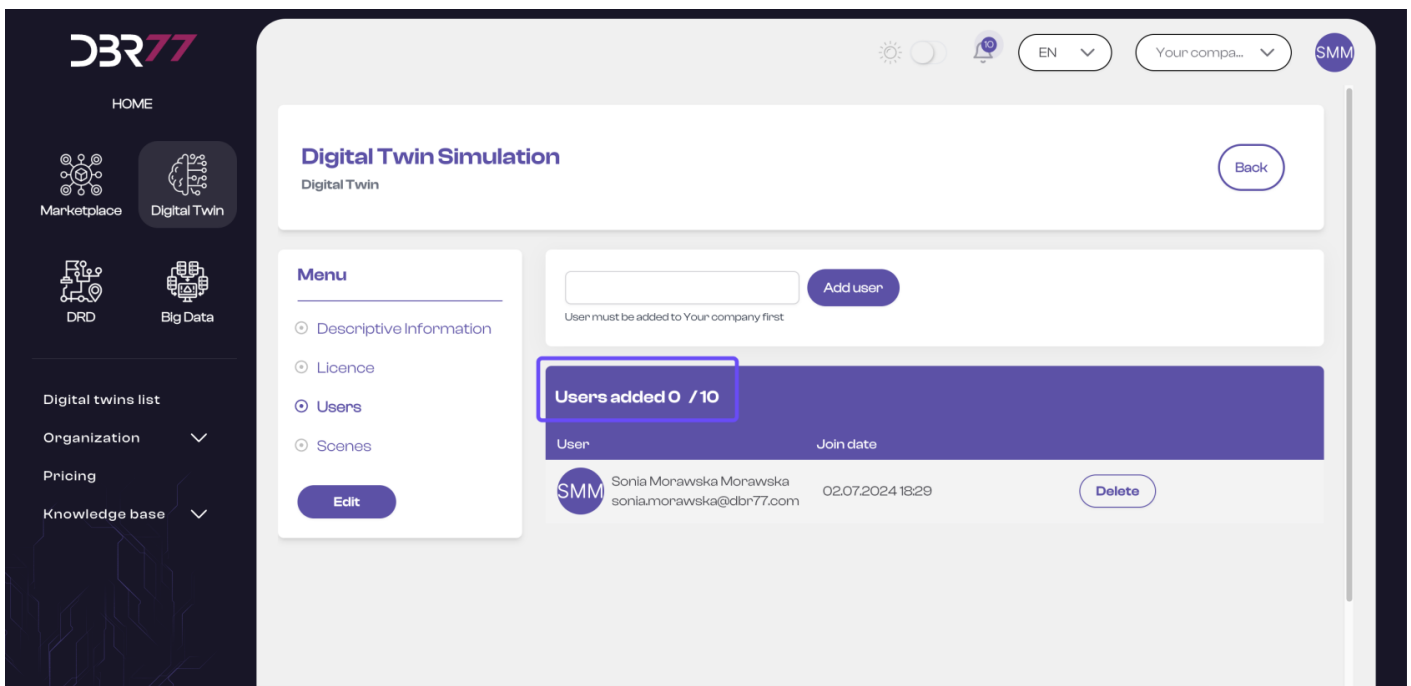 DBR77
HOME
Marketplace
Digital Twin
DRD
Big Data
Digital twins list
Organization
Pricing
Knowledge base
10
EN
Your compa...
SMM
Digital Twin Simulation
Digital Twin
Back
Menu
Descriptive Information
Licence
Users
Scenes
Edit
Add user
User must be added to Your company first
Users added 0 / 10
User Join date
SMM
Sonia Morawska Morawska
sonia.morawska@dbr77.com
02.07.2024 18:29
Delete